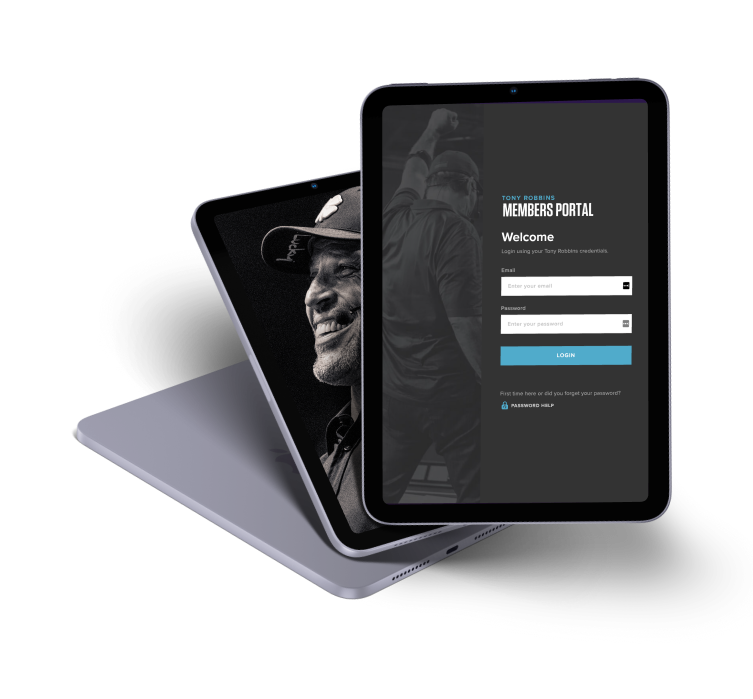 TONY ROBBINS
MEMBERS PORTAL
Welcome
Login using your Tony Robbins credentials.
Email
Enter your email
Password
Enter your password
LOGIN
First time here or did you forget your password?
PASSWORD HELP